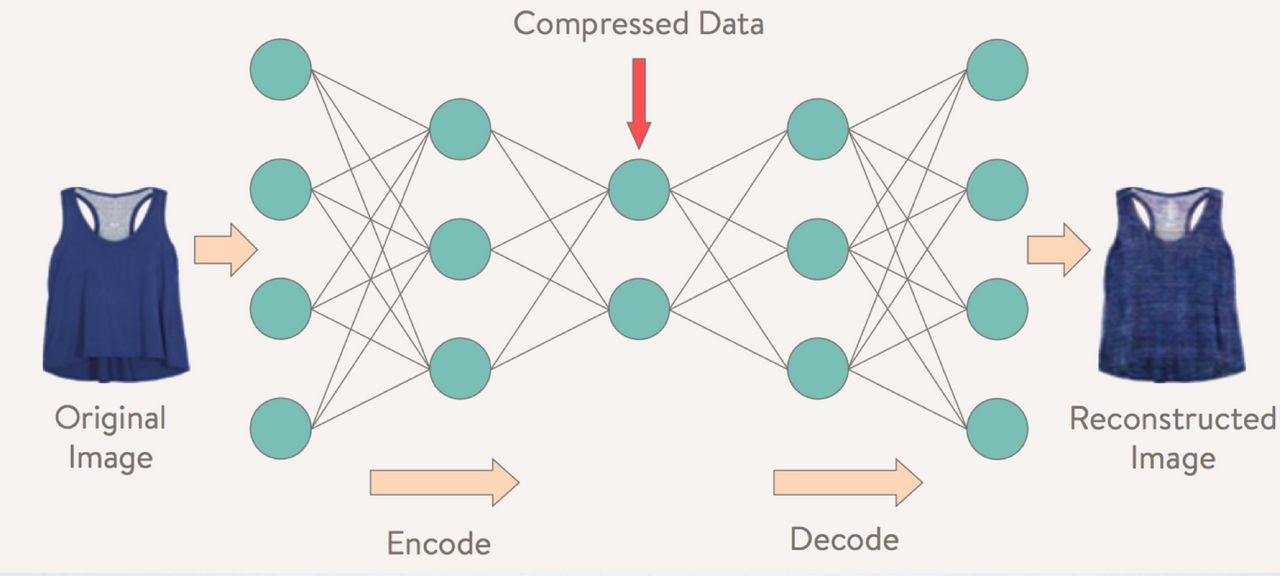 Compressed Data
Original
Image
Reconstructed
Image
Encode
Decode